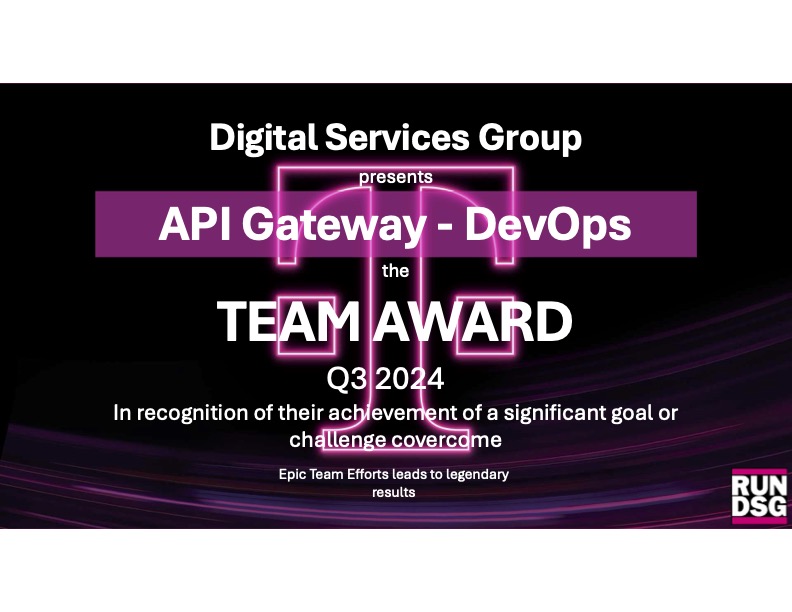 Digital Services Group
presents
API Gateway - DevOps
the
TEAM AWARD
Q3 2024
In recognition of their achievement of a significant goal or
challenge covercome
Epic Team Efforts leads to legendary
results
RUN
DSG